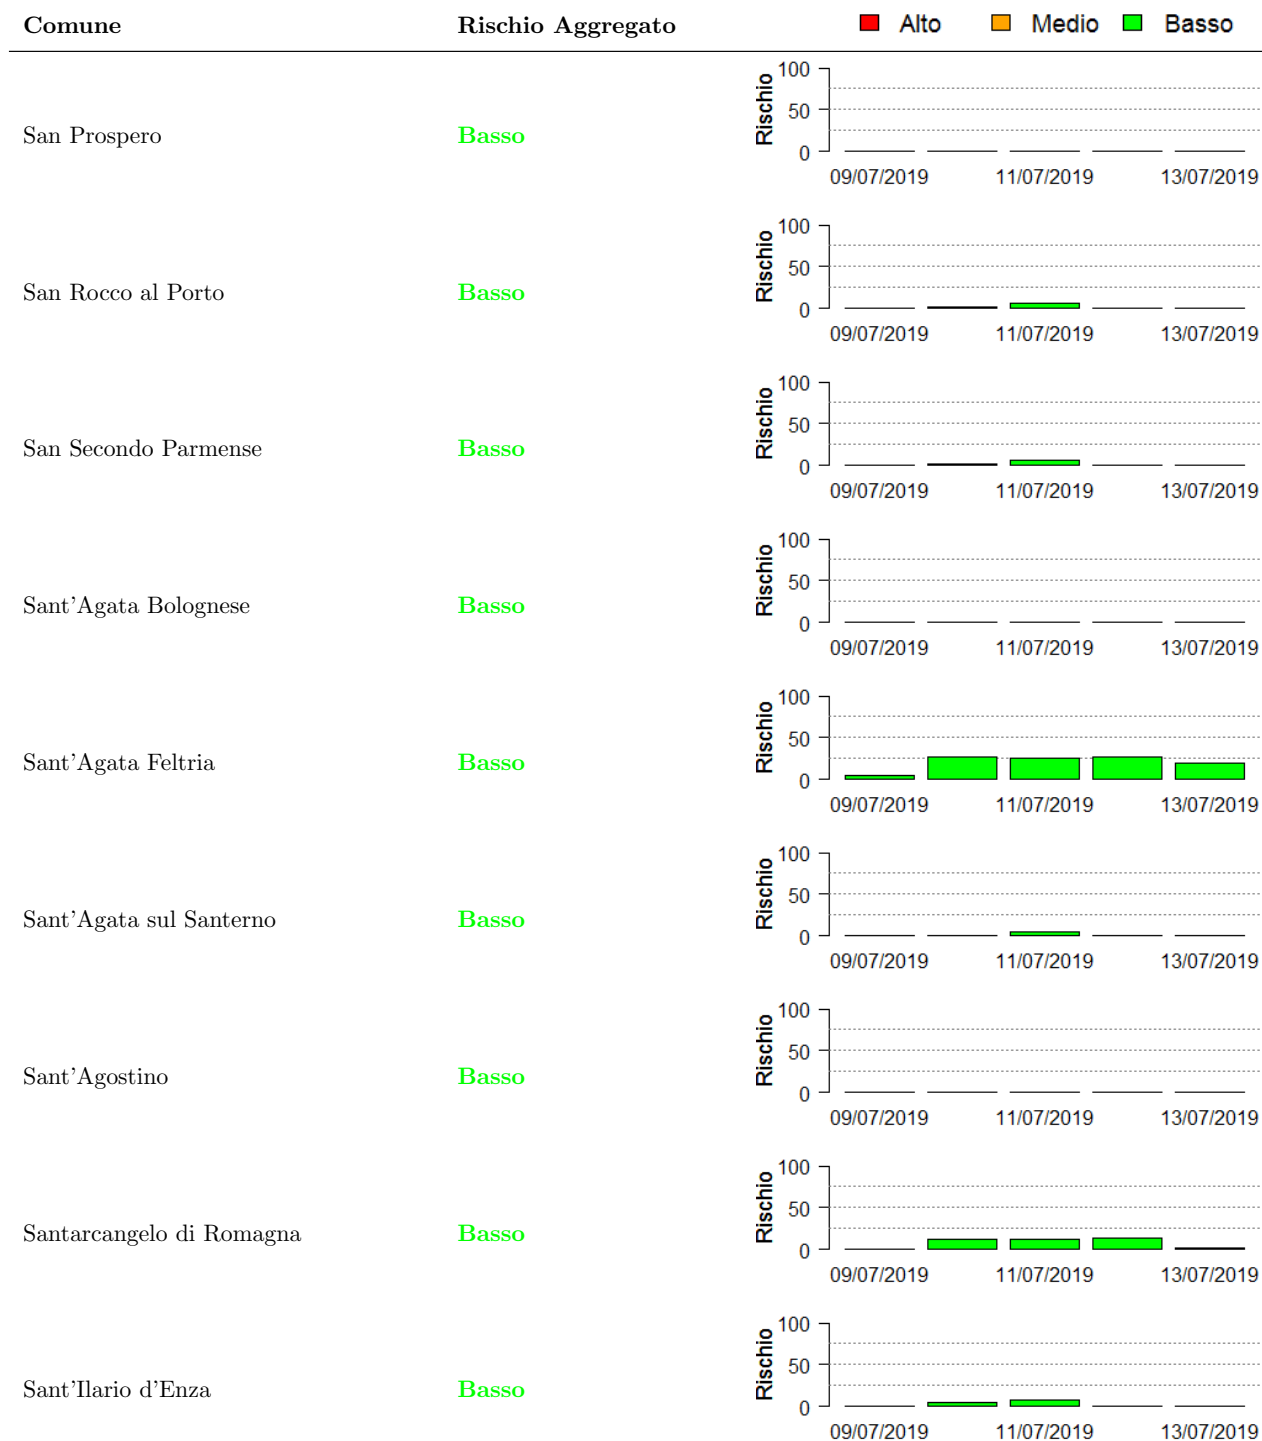 Comune Rischio Aggregato Alto Medio Basso
100
50
0
Rischio
San Prospero Basso
09/07/2019 11/07/2019 13/07/2019
100
50
0
Rischio
San Rocco al Porto Basso
09/07/2019 11/07/2019 13/07/2019
100
50
0
Rischio
San Secondo Parmense Basso
09/07/2019 11/07/2019 13/07/2019
100
50
0
Rischio
Sant'Agata Bolognese Basso
09/07/2019 11/07/2019 13/07/2019
100
50
0
Rischio
Sant'Agata Feltria Basso
09/07/2019 11/07/2019 13/07/2019
100
50
0
Rischio
Sant'Agata sul Santerno Basso
09/07/2019 11/07/2019 13/07/2019
100
50
0
Rischio
Sant'Agostino Basso
09/07/2019 11/07/2019 13/07/2019
100
50
0
Rischio
Santarcangelo di Romagna Basso
09/07/2019 11/07/2019 13/07/2019
100
50
0
Rischio
Sant'Ilario d'Enza Basso
09/07/2019 11/07/2019 13/07/2019